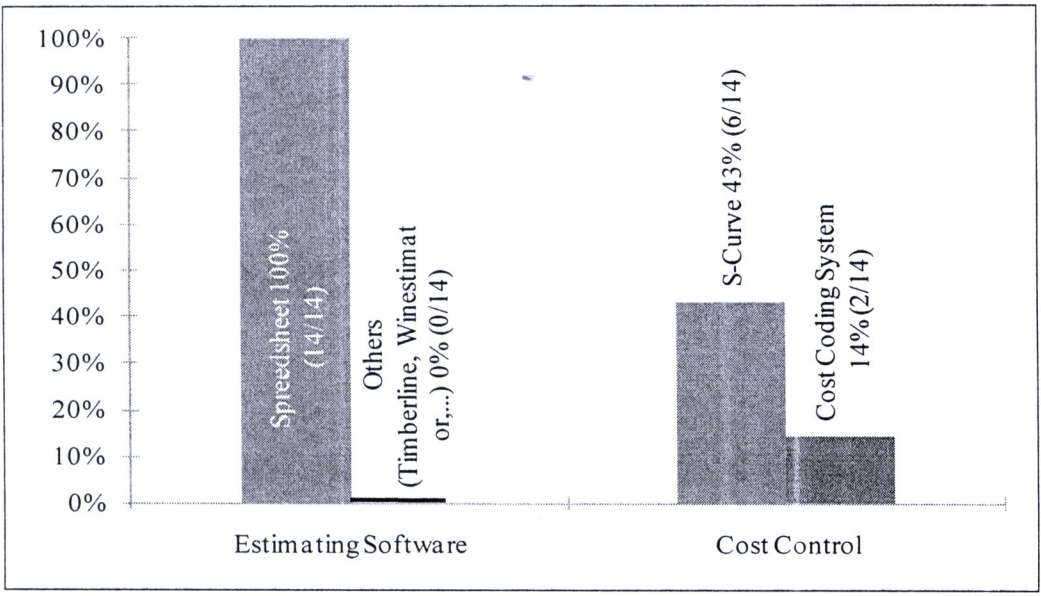 100%
90%
80%
70%
60%
50%
40%
30%
20%
10%
0%
Spreedsheet 100%
(14/14)
Others
(Timberline, Winestimat
or,...) 0% (0/14)
S-Curve 43% (6/14)
Cost Coding System
14% (2/14)
Estimating Software
Cost Control